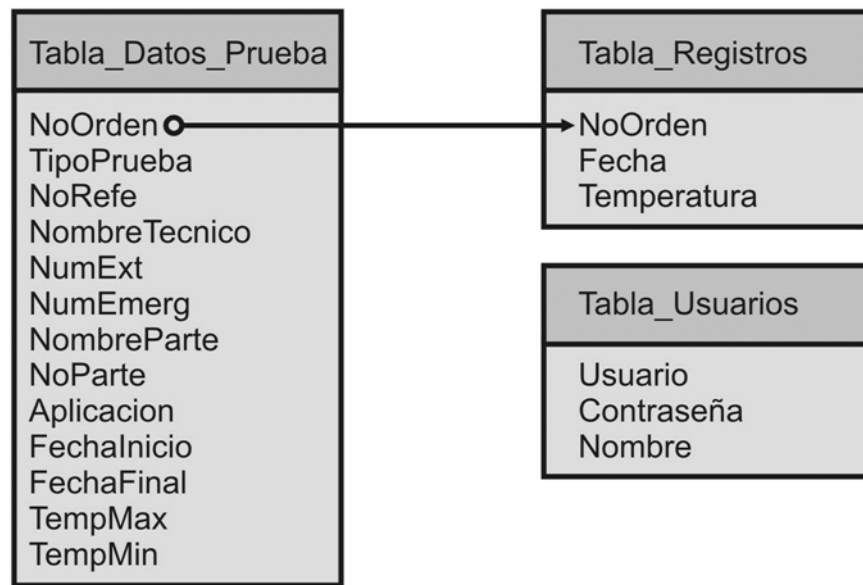 Tabla_Datos_Prueba
NoOrden
TipoPrueba
NoRefe
NombreTecnico
NumExt
NumEmerg
NombreParte
NoParte
Aplicacion
FechaInicio
FechaFinal
TempMax
TempMin
Tabla_Registros
NoOrden
Fecha
Temperatura
Tabla_Usuarios
Usuario
Contraseña
Nombre